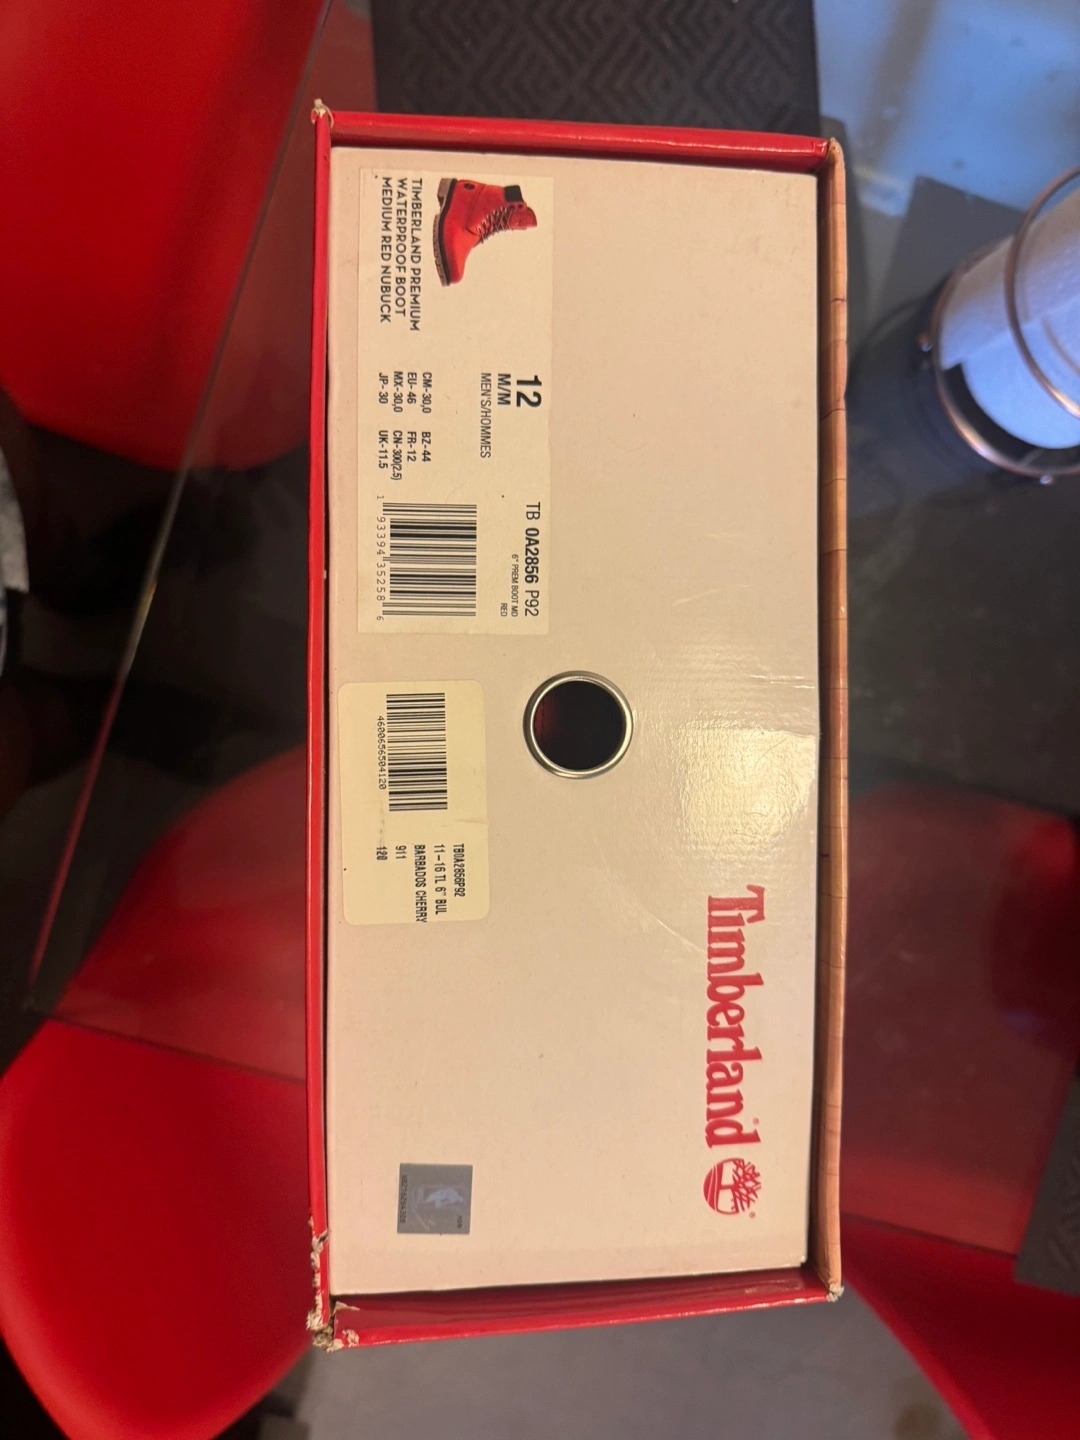 TIMBERLAND PREMIUM
WATERPROOF BOOT
MEDIUM RED NUBUCK
12
M/M
MEN'S/HOMMES
CM-30,0 BZ-44
EU-46 FR-12
MX-30,0 CN-300(2.5)
JP-30 UK-11.5
TB 0A2856 P92
6" PREM BOOT MD
RED
1 93394 35258 6
4600656504120
TB0A2856P92
11-16 TL 6" BUL
BARBADOS CHERRY
911
120
Timberland®